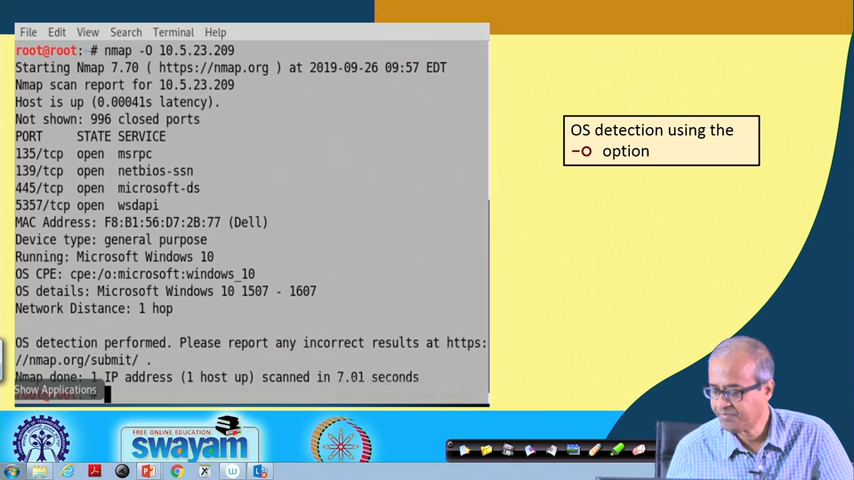 File Edit View Search Terminal Help
root@root:~# nmap -O 10.5.23.209
Starting Nmap 7.70 ( https://nmap.org ) at 2019-09-26 09:57 EDT
Nmap scan report for 10.5.23.209
Host is up (0.00041s latency).
Not shown: 996 closed ports
PORT STATE SERVICE
135/tcp open msrpc
139/tcp open netbios-ssn
445/tcp open microsoft-ds
5357/tcp open wsdapi
MAC Address: F8:B1:56:D7:2B:77 (Dell)
Device type: general purpose
Running: Microsoft Windows 10
OS CPE: cpe:/o:microsoft:windows_10
OS details: Microsoft Windows 10 1507 - 1607
Network Distance: 1 hop
OS detection performed. Please report any incorrect results at https:
//nmap.org/submit/ .
Nmap done: 1 IP address (1 host up) scanned in 7.01 seconds
Show Applications
OS detection using the
-O option
FREE ONLINE EDUCATION
swayam